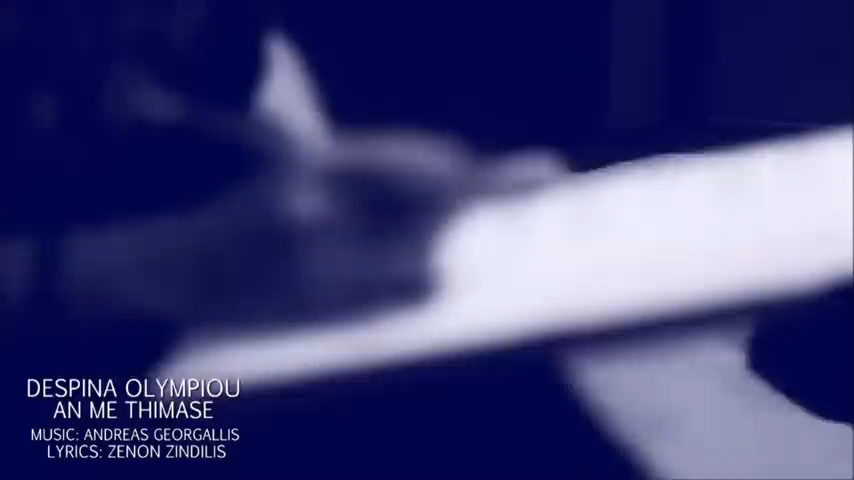 DESPINA OLYMPIOU
AN ME THIMASE
MUSIC: ANDREAS GEORGALLIS
LYRICS: ZENON ZINDILIS